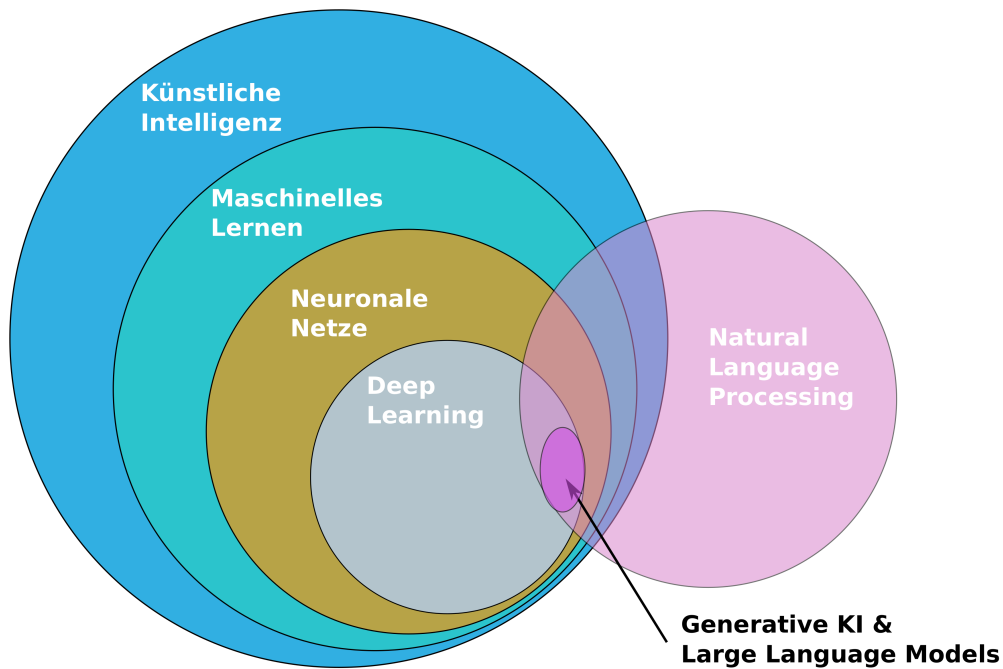 Künstliche
Intelligenz
Maschinelles
Lernen
Neuronale
Netze
Deep
Learning
Natural
Language
Processing
Generative KI &
Large Language Models